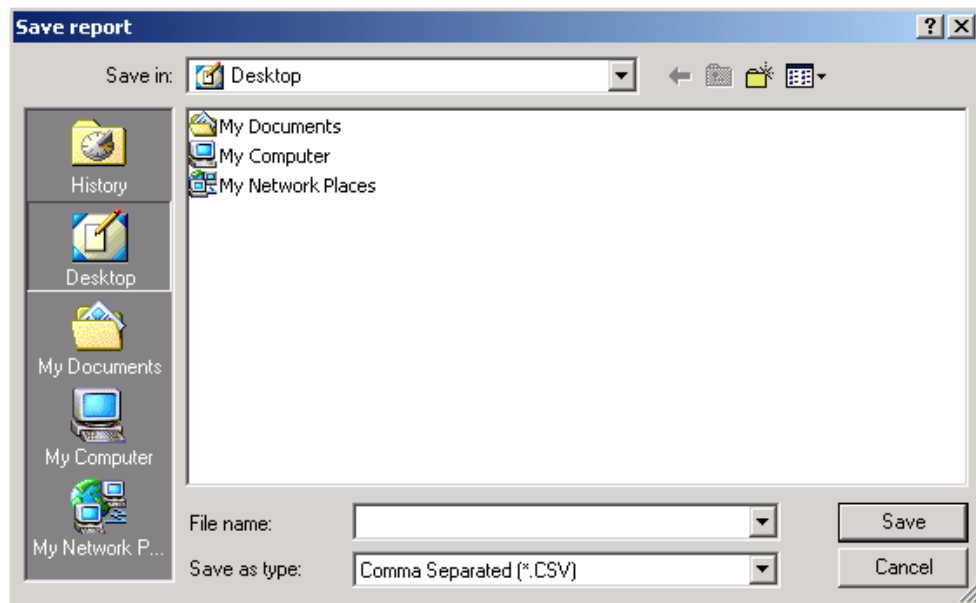 Save report
Save in: Desktop
History
Desktop
My Documents
My Computer
My Network P...
My Documents
My Computer
My Network Places
File name:
Save
Save as type: Comma Separated (*.CSV)
Cancel